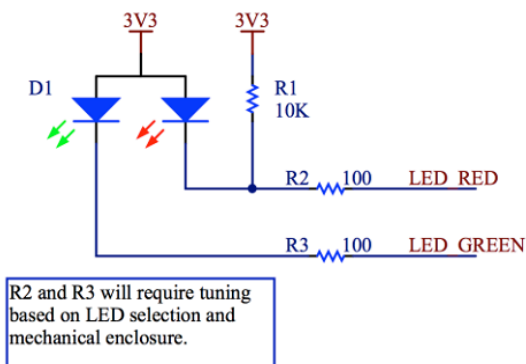 3V3 3V3
D1
R1
10K
R2 100 LED_RED
R3 100 LED_GREEN
R2 and R3 will require tuning
based on LED selection and
mechanical enclosure.